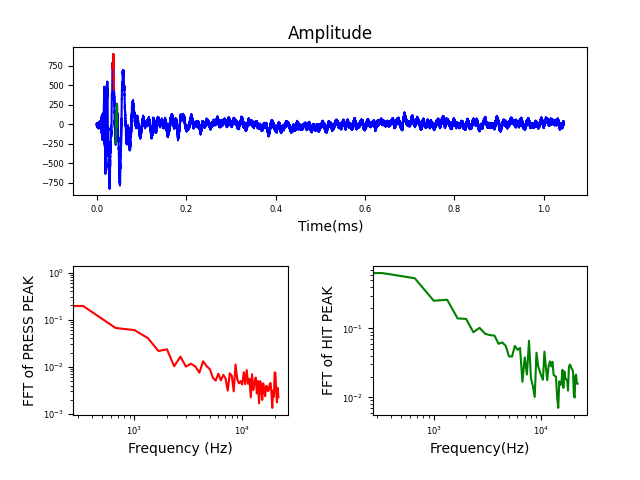 Amplitude
750
500
250
0
−250
−500
−750
0.0 0.2 0.4 0.6 0.8 1.0
Time(ms)
FFT of PRESS PEAK
10⁰
10⁻¹
10⁻²
10⁻³
10³ 10⁴
Frequency (Hz)
FFT of HIT PEAK
10⁻¹
10⁻²
10³ 10⁴
Frequency(Hz)